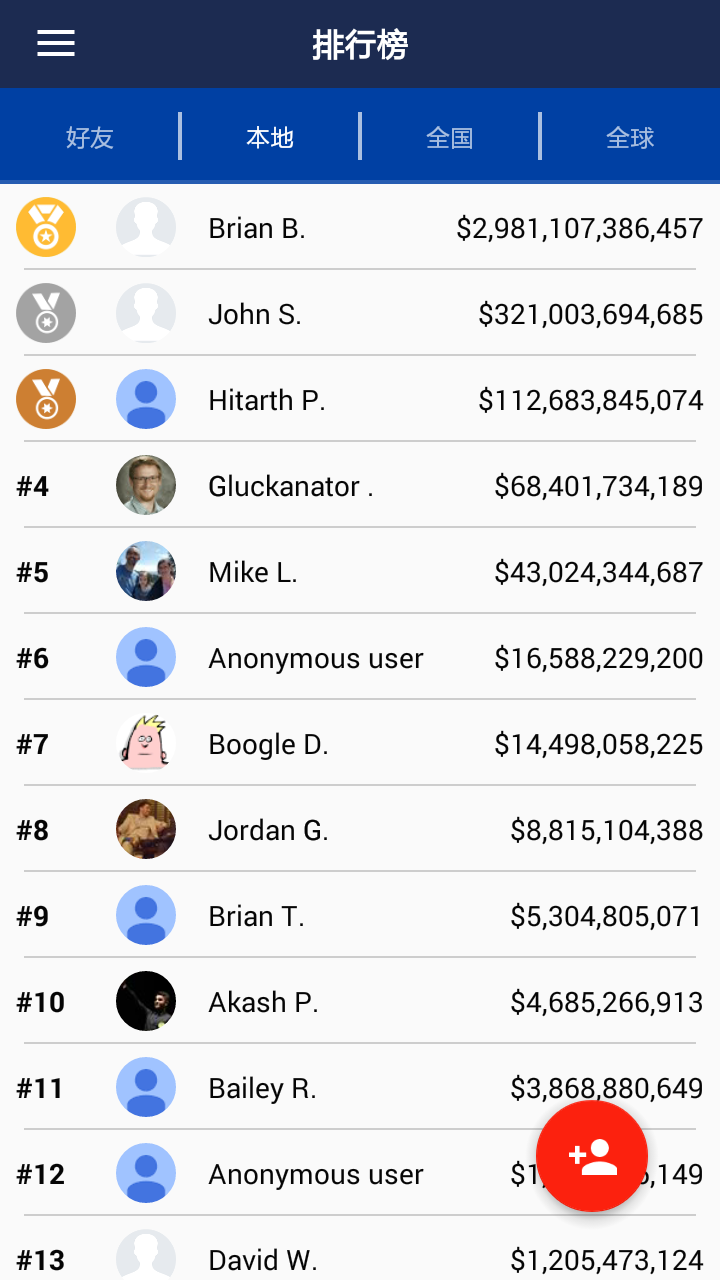 排行榜
好友 本地 全国 全球
Brian B. $2,981,107,386,457
John S. $321,003,694,685
Hitarth P. $112,683,845,074
#4 Gluckanator . $68,401,734,189
#5 Mike L. $43,024,344,687
#6 Anonymous user $16,588,229,200
#7 Boogle D. $14,498,058,225
#8 Jordan G. $8,815,104,388
#9 Brian T. $5,304,805,071
#10 Akash P. $4,685,266,913
#11 Bailey R. $3,868,880,649
#12 Anonymous user
#13 David W. $1,205,473,124